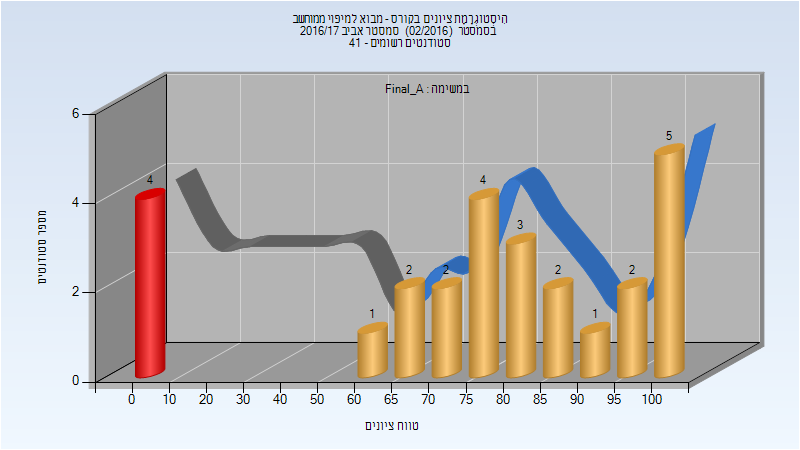 היסטוגרמת ציונים בקורס - מבוא למיפוי ממוחשב
בסמסטר (02/2016) סמסטר אביב 2016/17
סטודנטים רשומים - 41
במשימה : Final_A
מספר סטודנטים
6
4
2
0
4
1
2
2
4
3
2
1
2
5
0 10 20 30 40 50 60 65 70 75 80 85 90 95 100
טווח ציונים